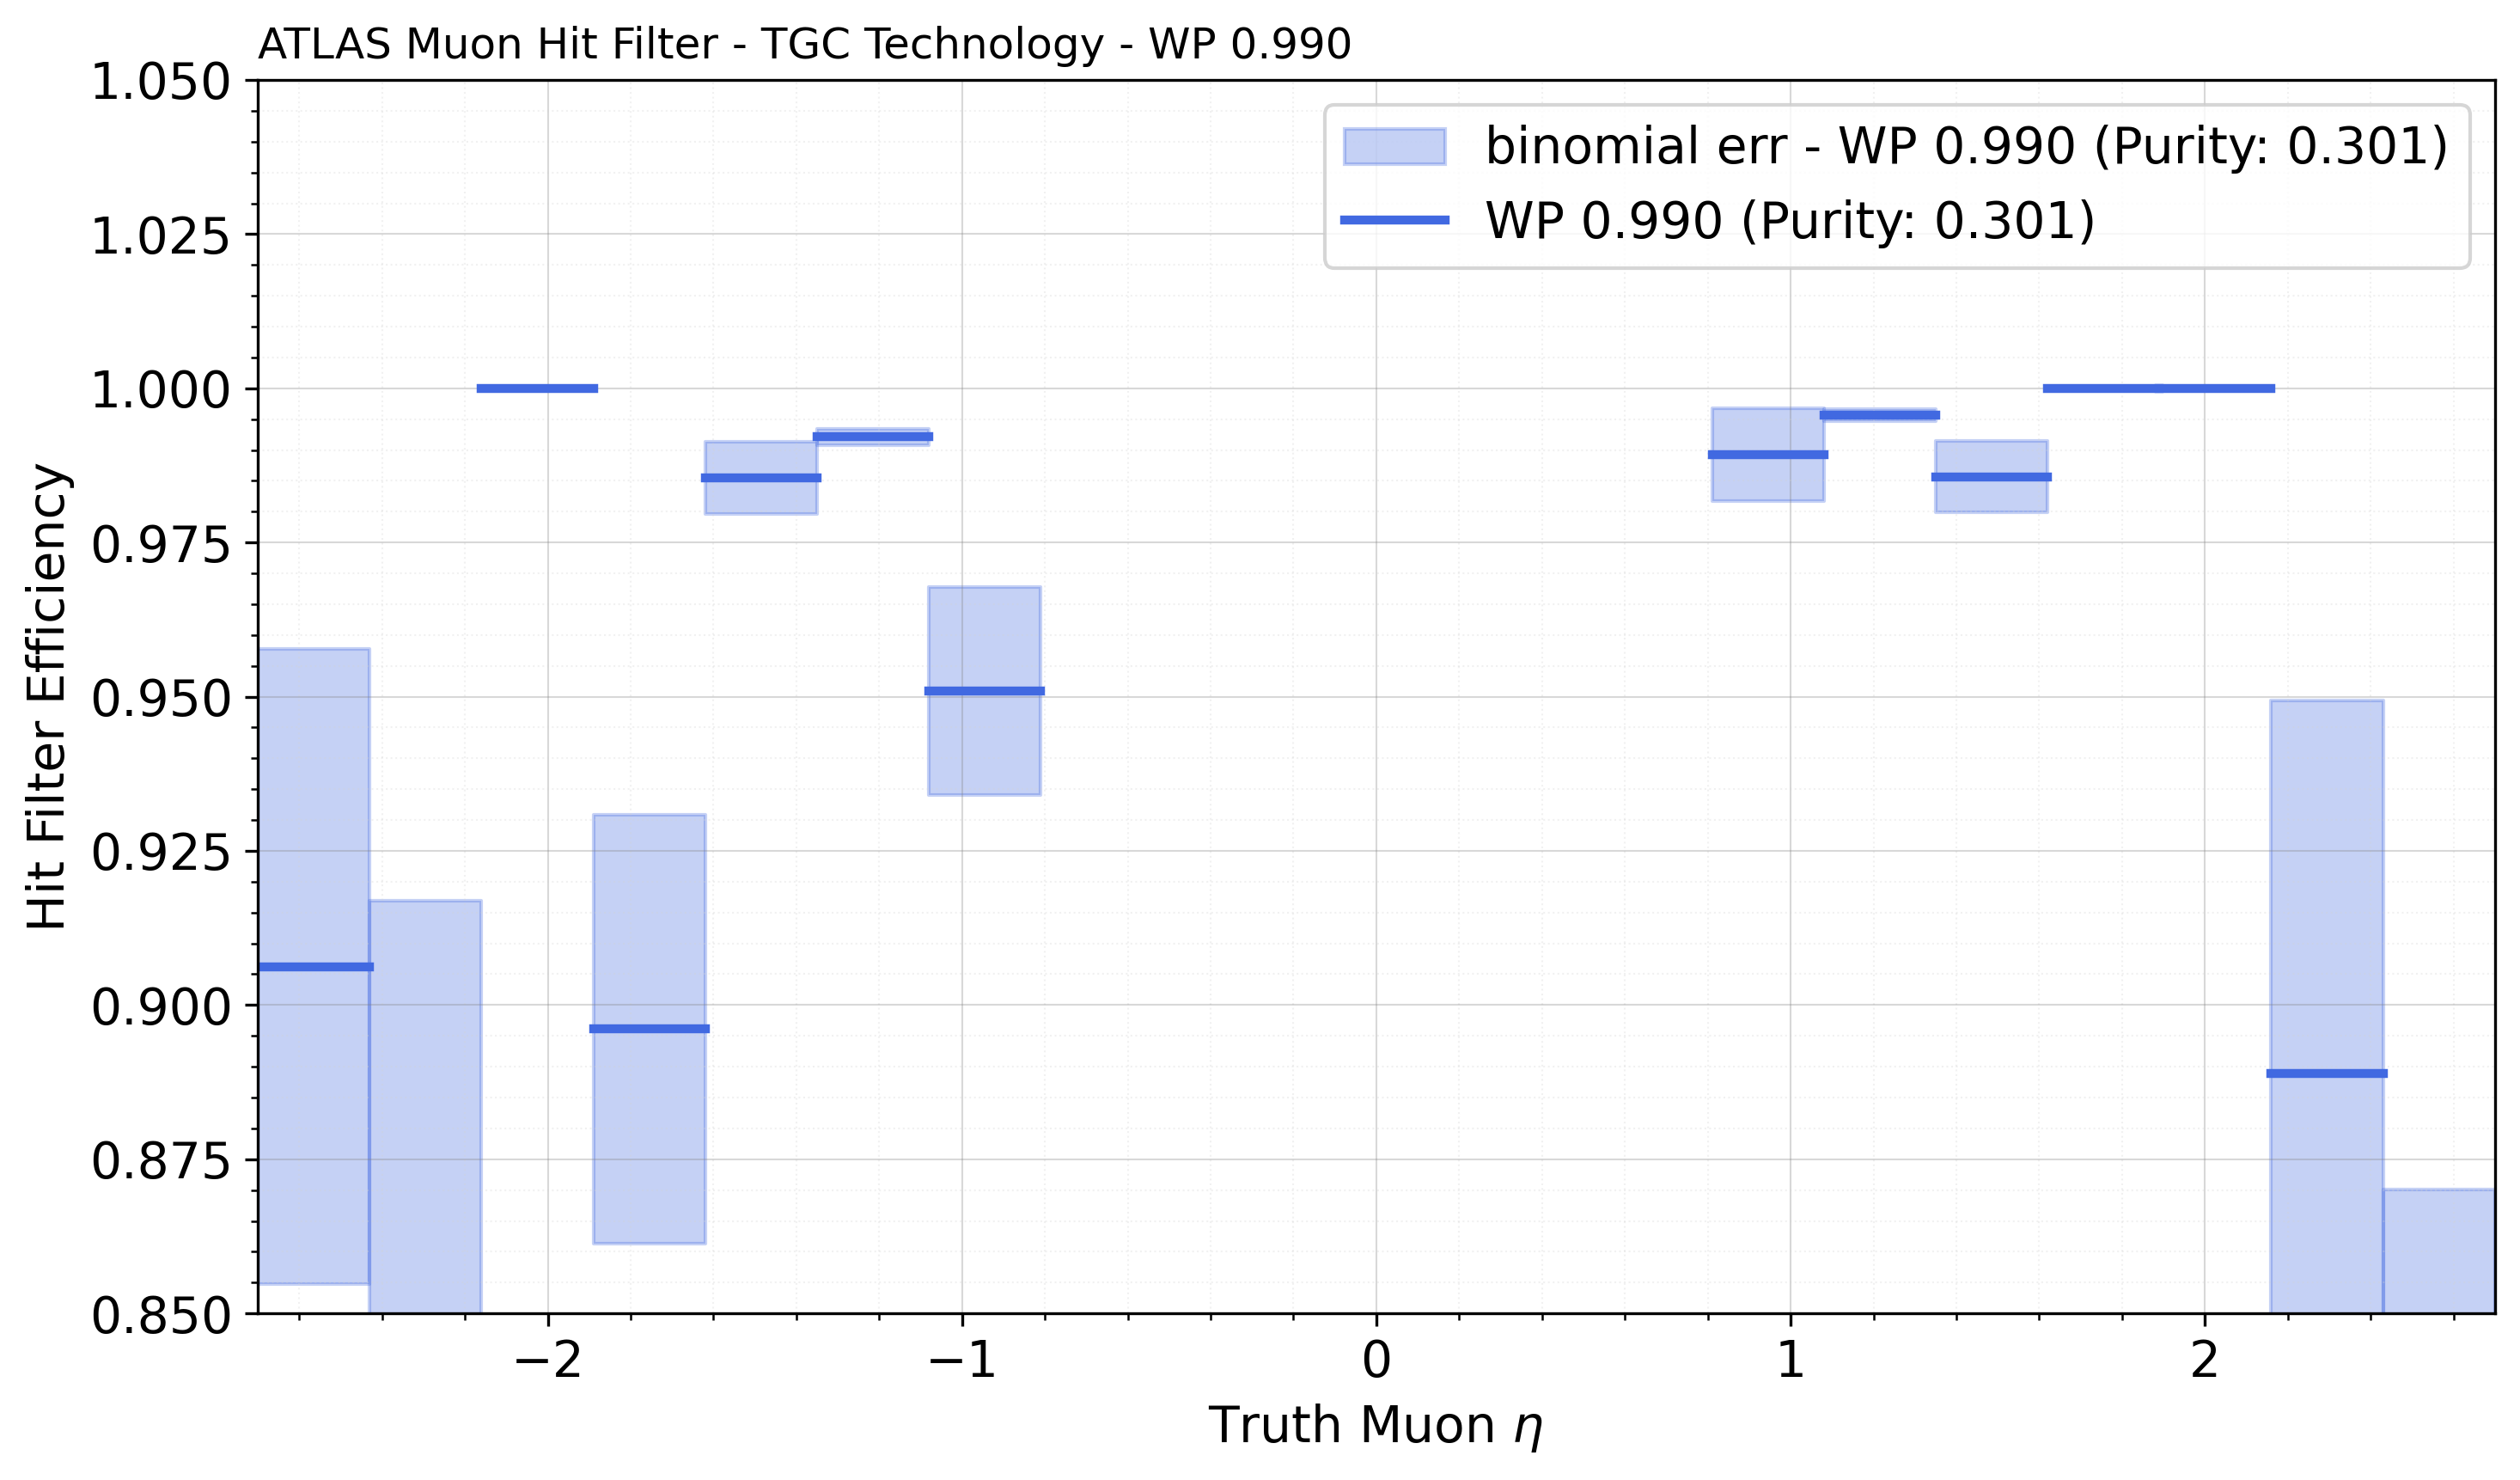 ATLAS Muon Hit Filter - TGC Technology - WP 0.990
1.050
1.025
1.000
0.975
0.950
0.925
0.900
0.875
0.850
Hit Filter Efficiency
binomial err - WP 0.990 (Purity: 0.301)
WP 0.990 (Purity: 0.301)
−2
−1
0
1
2
Truth Muon η